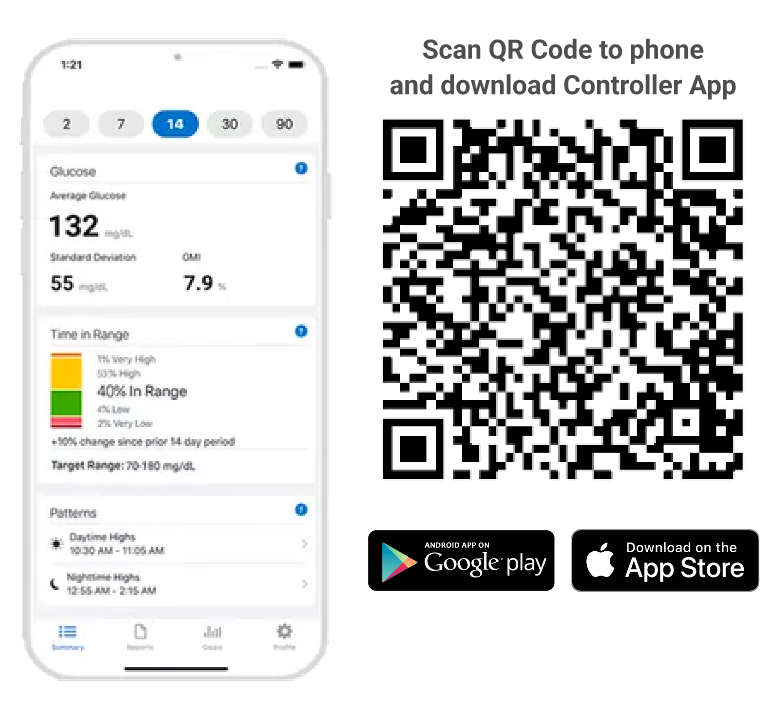 1:21
2 7 14 30 90
Glucose ?
Average Glucose
132 mg/dL
Standard Deviation GMI
55 mg/dL 7.9 %
Time in Range ?
1% Very High
53% High
40% In Range
4% Low
2% Very Low
+10% change since prior 14 day period
Target Range: 70-180 mg/dL
Patterns ?
Daytime Highs
10:30 AM - 11:05 AM
Nighttime Highs
12:55 AM - 2:15 AM
Summary Reports Goals Profile
Scan QR Code to phone
and download Controller App
ANDROID APP ON
Google play
Download on the
App Store